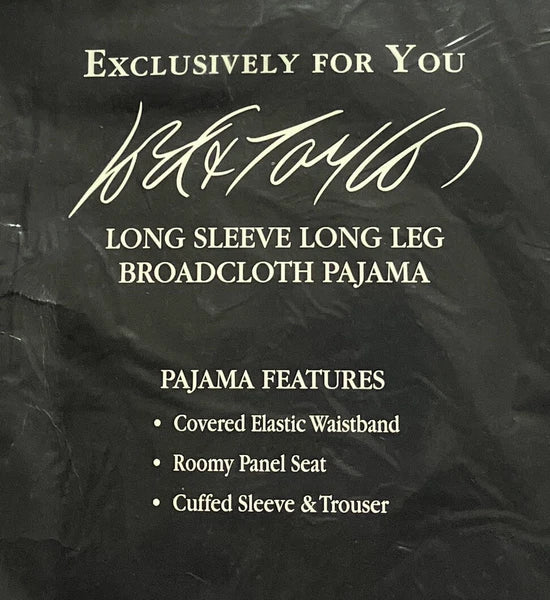 EXCLUSIVELY FOR YOU
Lord & Taylor
LONG SLEEVE LONG LEG
BROADCLOTH PAJAMA
PAJAMA FEATURES
• Covered Elastic Waistband
• Roomy Panel Seat
• Cuffed Sleeve & Trouser